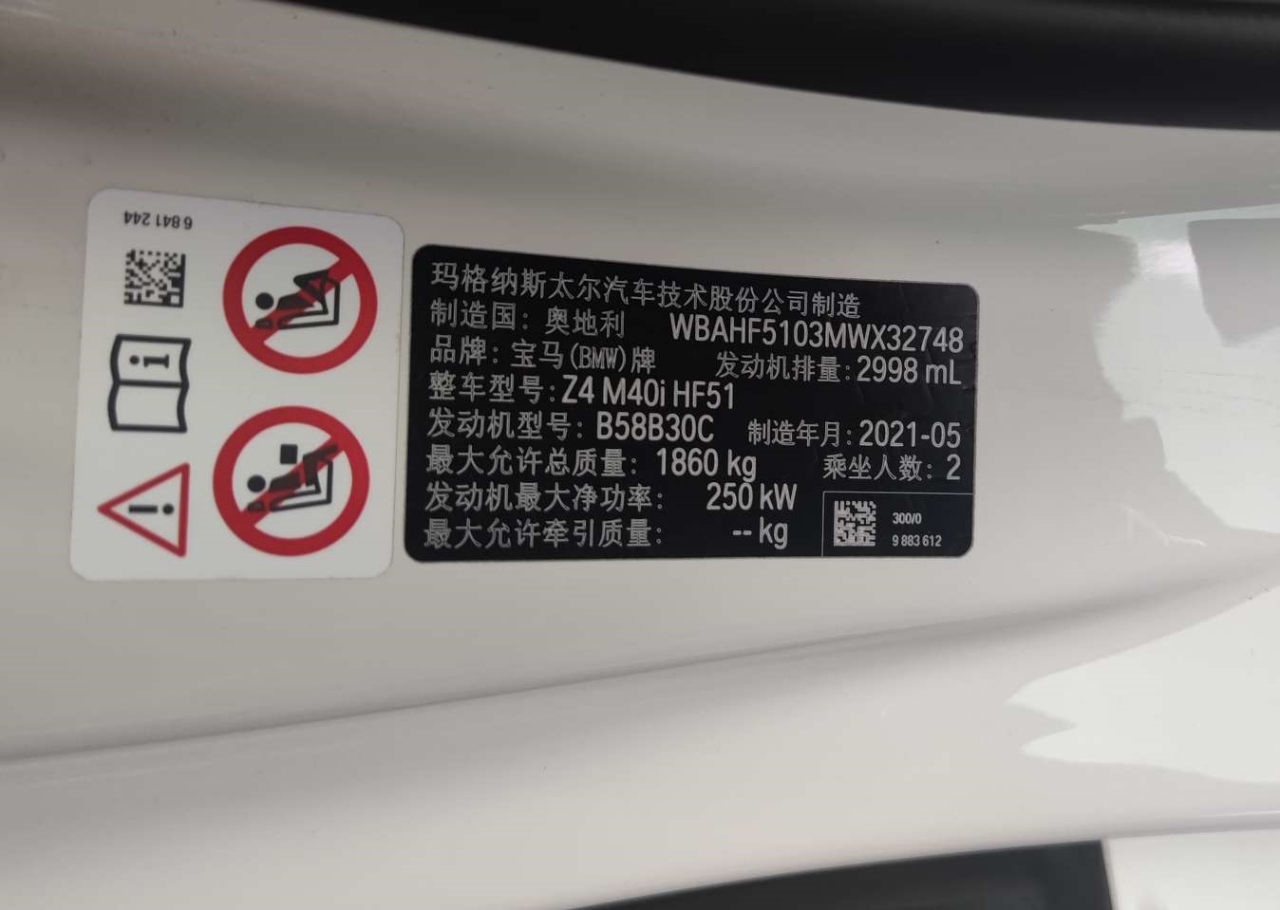 6 841 244
玛格纳斯太尔汽车技术股份公司制造
制造国: 奥地利 WBAHF5103MWX32748
品牌: 宝马(BMW)牌 发动机排量: 2998 mL
整车型号: Z4 M40i HF51
发动机型号: B58B30C 制造年月: 2021-05
最大允许总质量: 1860 kg 乘坐人数: 2
发动机最大净功率: 250 kW
最大允许牵引质量: -- kg
300/0
9 883 612